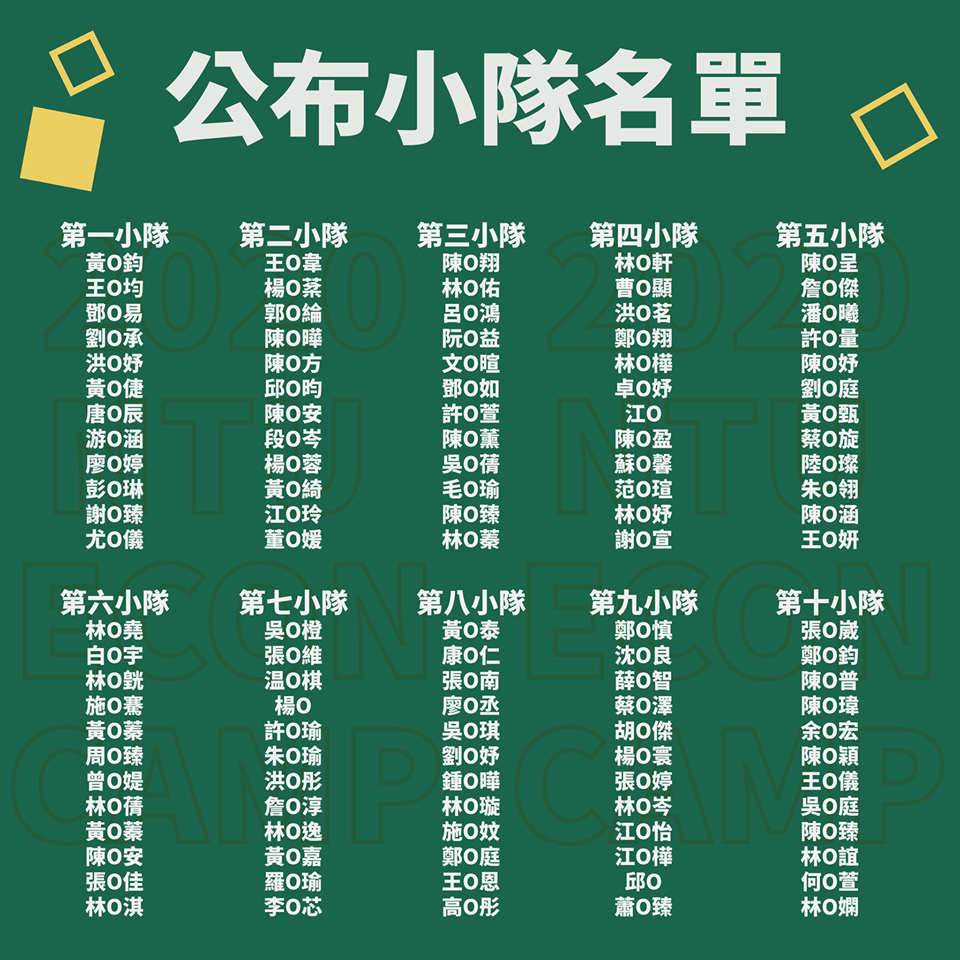 公布小隊名單
第一小隊
黃O鈞
王O均
鄧O易
劉O承
洪O妤
黃O倢
唐O辰
游O涵
廖O婷
彭O琳
謝O臻
尤O儀
第二小隊
王O韋
楊O棻
郭O綸
陳O曄
陳O方
邱O昀
陳O安
段O岑
楊O蓉
黃O綺
江O玲
董O媛
第三小隊
陳O翔
林O佑
呂O鴻
阮O益
文O暄
鄧O如
許O萱
陳O薰
吳O蒨
毛O瑜
陳O臻
林O蓁
第四小隊
林O軒
曹O顯
洪O茗
鄭O翔
林O樺
卓O妤
江O
陳O盈
蘇O馨
范O瑄
林O妤
謝O宣
第五小隊
陳O呈
詹O傑
潘O曦
許O量
陳O妤
劉O庭
黃O甄
蔡O旋
陸O璨
朱O翎
陳O涵
王O妍
第六小隊
林O堯
白O宇
林O皝
施O騫
黃O蓁
周O臻
曾O媞
林O蒨
黃O蓁
陳O安
張O佳
林O淇
第七小隊
吳O橙
張O維
温O棋
楊O
許O瑜
朱O瑜
洪O彤
詹O淳
林O逸
黃O嘉
羅O瑜
李O芯
第八小隊
黃O泰
康O仁
張O南
廖O丞
吳O琪
劉O妤
鍾O曄
林O璇
施O妏
鄭O庭
王O恩
高O彤
第九小隊
鄭O慎
沈O良
薛O智
蔡O澤
胡O傑
楊O寰
張O婷
林O岑
江O怡
江O樺
邱O
蕭O臻
第十小隊
張O崴
鄭O鈞
陳O普
陳O瑋
余O宏
陳O穎
王O儀
吳O庭
陳O臻
林O誼
何O萱
林O嫻
2020 2020
NTU NTU
ECON ECON
CAMP CAMP